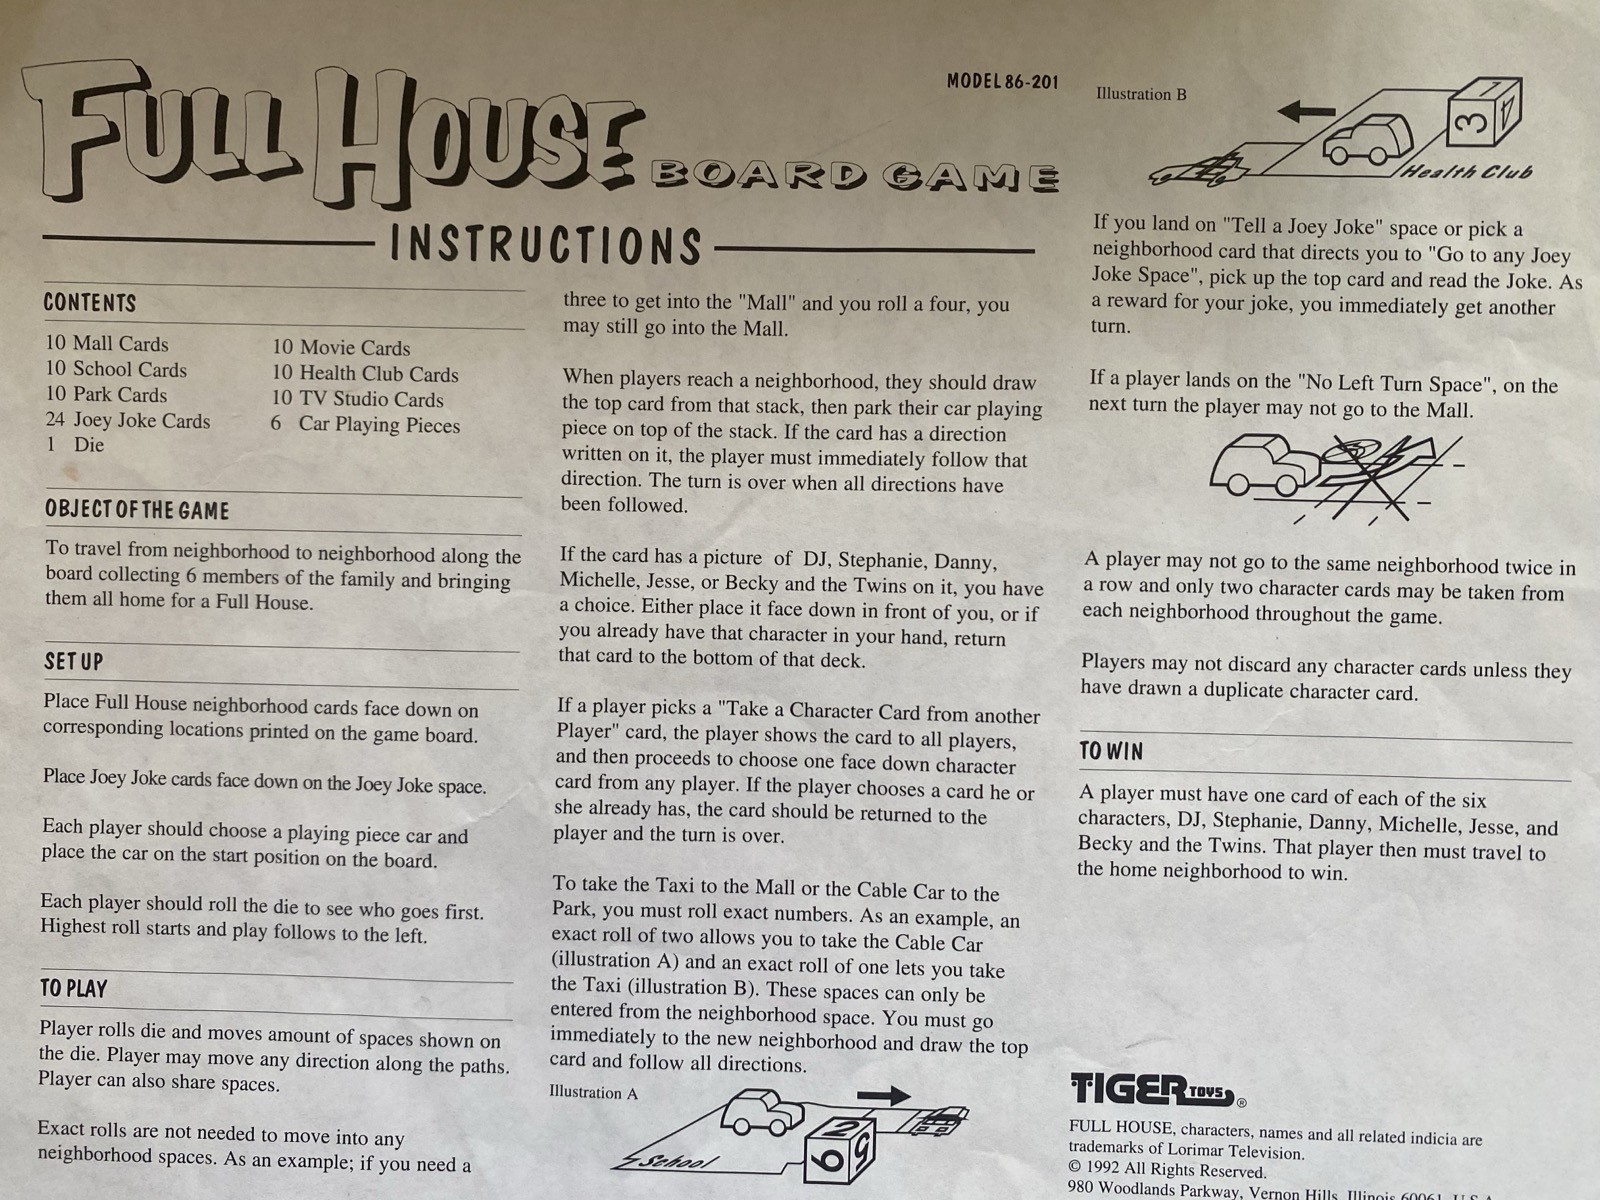 FULL HOUSE BOARD GAME
MODEL 86-201
INSTRUCTIONS
CONTENTS
10 Mall Cards
10 School Cards
10 Park Cards
24 Joey Joke Cards
1 Die
10 Movie Cards
10 Health Club Cards
10 TV Studio Cards
6 Car Playing Pieces
OBJECT OF THE GAME
To travel from neighborhood to neighborhood along the
board collecting 6 members of the family and bringing
them all home for a Full House.
SET UP
Place Full House neighborhood cards face down on
corresponding locations printed on the game board.
Place Joey Joke cards face down on the Joey Joke space.
Each player should choose a playing piece car and
place the car on the start position on the board.
Each player should roll the die to see who goes first.
Highest roll starts and play follows to the left.
TO PLAY
Player rolls die and moves amount of spaces shown on
the die. Player may move any direction along the paths.
Player can also share spaces.
Exact rolls are not needed to move into any
neighborhood spaces. As an example; if you need a
three to get into the "Mall" and you roll a four, you
may still go into the Mall.
When players reach a neighborhood, they should draw
the top card from that stack, then park their car playing
piece on top of the stack. If the card has a direction
written on it, the player must immediately follow that
direction. The turn is over when all directions have
been followed.
If the card has a picture of DJ, Stephanie, Danny,
Michelle, Jesse, or Becky and the Twins on it, you have
a choice. Either place it face down in front of you, or if
you already have that character in your hand, return
that card to the bottom of that deck.
If a player picks a "Take a Character Card from another
Player" card, the player shows the card to all players,
and then proceeds to choose one face down character
card from any player. If the player chooses a card he or
she already has, the card should be returned to the
player and the turn is over.
To take the Taxi to the Mall or the Cable Car to the
Park, you must roll exact numbers. As an example, an
exact roll of two allows you to take the Cable Car
(illustration A) and an exact roll of one lets you take
the Taxi (illustration B). These spaces can only be
entered from the neighborhood space. You must go
immediately to the new neighborhood and draw the top
card and follow all directions.
Illustration A
School
2
6
5
Illustration B
1
3
4
Health Club
If you land on "Tell a Joey Joke" space or pick a
neighborhood card that directs you to "Go to any Joey
Joke Space", pick up the top card and read the Joke. As
a reward for your joke, you immediately get another
turn.
If a player lands on the "No Left Turn Space", on the
next turn the player may not go to the Mall.
A player may not go to the same neighborhood twice in
a row and only two character cards may be taken from
each neighborhood throughout the game.
Players may not discard any character cards unless they
have drawn a duplicate character card.
TO WIN
A player must have one card of each of the six
characters, DJ, Stephanie, Danny, Michelle, Jesse, and
Becky and the Twins. That player then must travel to
the home neighborhood to win.
TIGER TOYS ®
FULL HOUSE, characters, names and all related indicia are
trademarks of Lorimar Television.
© 1992 All Rights Reserved.
980 Woodlands Parkway, Vernon Hills, Illinois 60061, U.S.A.